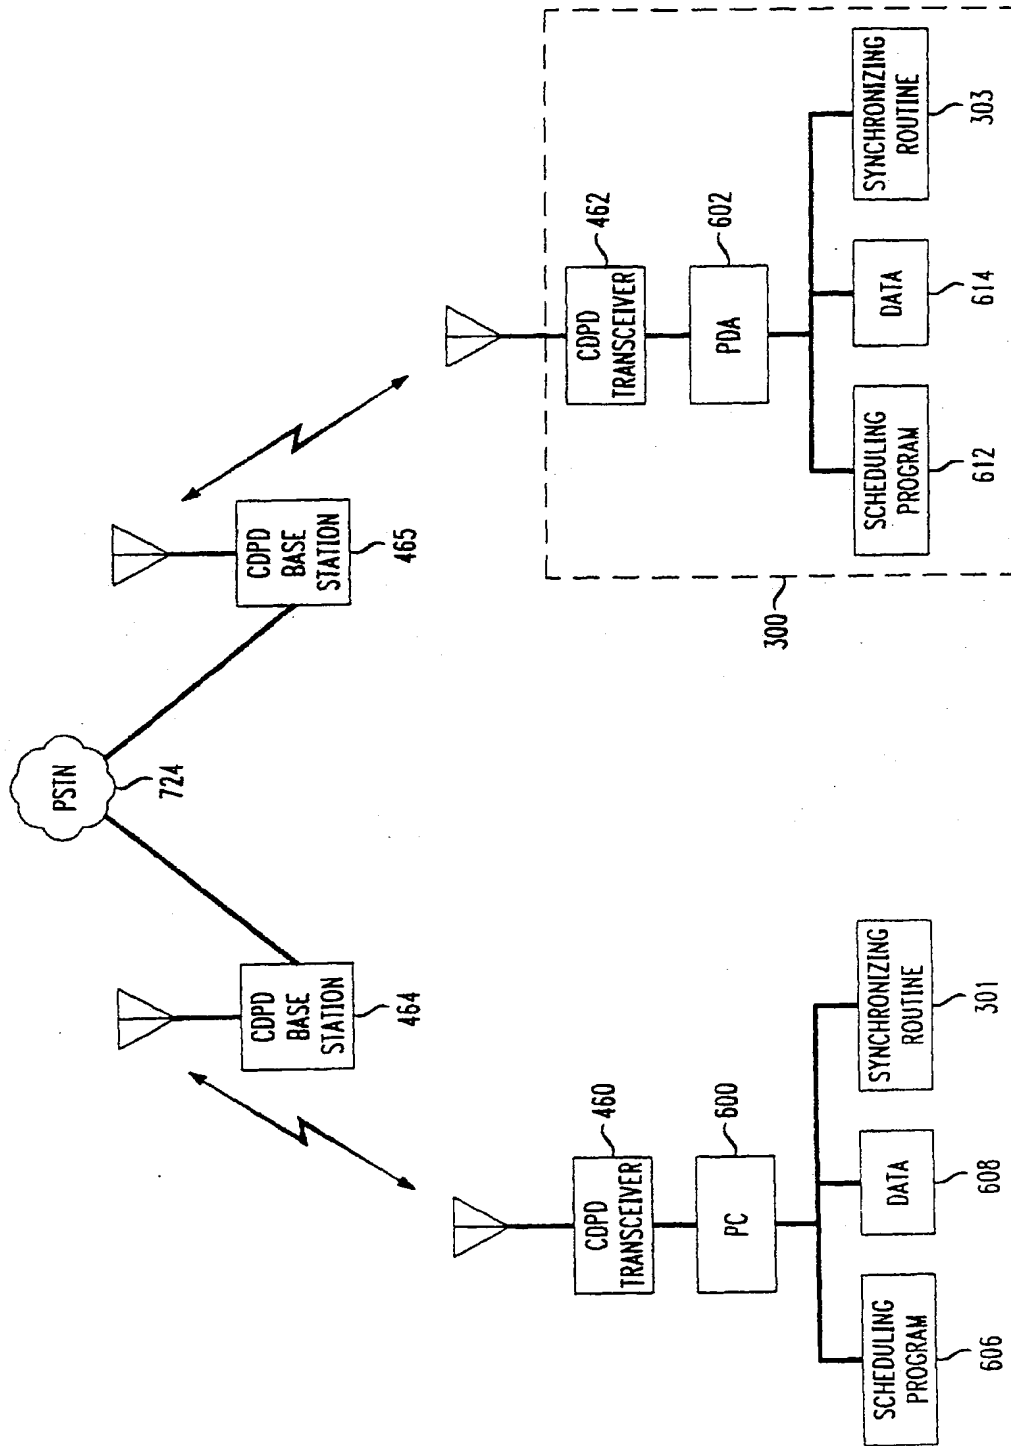 PSTN
724
CDPD
BASE
STATION
464
CDPD
BASE
STATION
465
CDPD
TRANSCEIVER
460
PC
600
SCHEDULING
PROGRAM
606
DATA
608
SYNCHRONIZING
ROUTINE
301
CDPD
TRANSCEIVER
462
PDA
602
SCHEDULING
PROGRAM
612
DATA
614
SYNCHRONIZING
ROUTINE
303
300